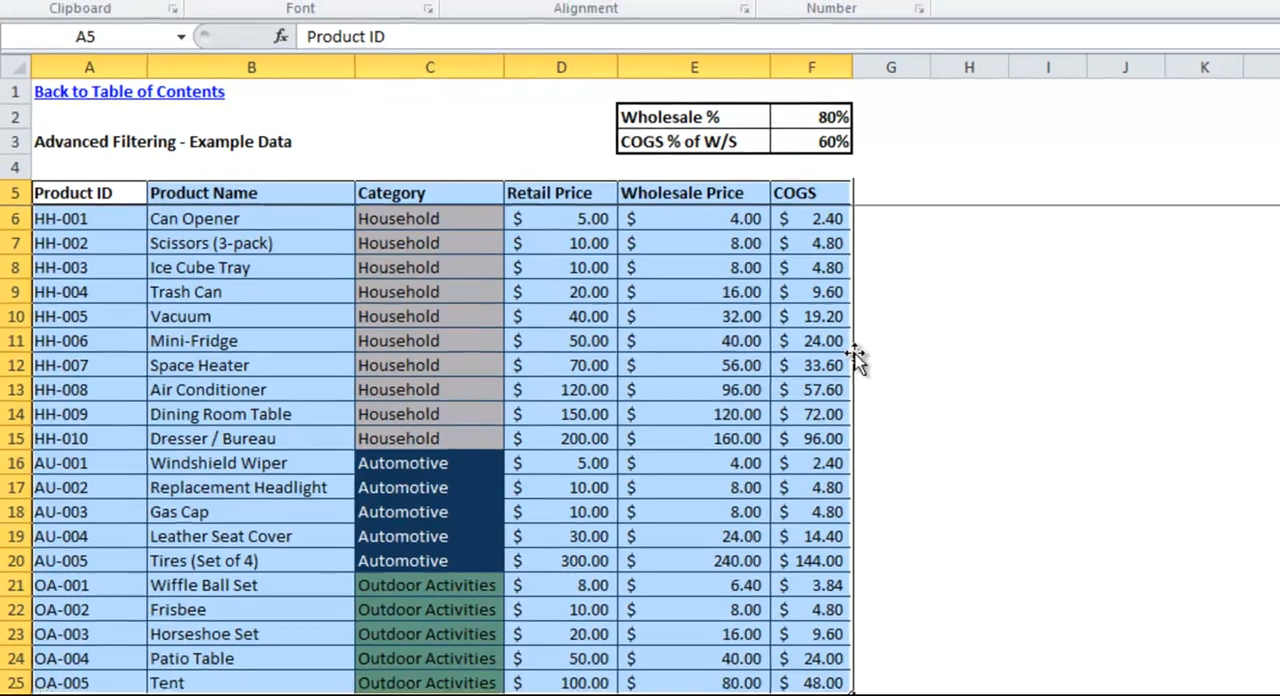 Clipboard Font Alignment Number
A5 fx Product ID
A B C D E F G H I J K
1 Back to Table of Contents
2 Wholesale % 80%
3 Advanced Filtering - Example Data COGS % of W/S 60%
4
5 Product ID Product Name Category Retail Price Wholesale Price COGS
6 HH-001 Can Opener Household $ 5.00 $ 4.00 $ 2.40
7 HH-002 Scissors (3-pack) Household $ 10.00 $ 8.00 $ 4.80
8 HH-003 Ice Cube Tray Household $ 10.00 $ 8.00 $ 4.80
9 HH-004 Trash Can Household $ 20.00 $ 16.00 $ 9.60
10 HH-005 Vacuum Household $ 40.00 $ 32.00 $ 19.20
11 HH-006 Mini-Fridge Household $ 50.00 $ 40.00 $ 24.00
12 HH-007 Space Heater Household $ 70.00 $ 56.00 $ 33.60
13 HH-008 Air Conditioner Household $ 120.00 $ 96.00 $ 57.60
14 HH-009 Dining Room Table Household $ 150.00 $ 120.00 $ 72.00
15 HH-010 Dresser / Bureau Household $ 200.00 $ 160.00 $ 96.00
16 AU-001 Windshield Wiper Automotive $ 5.00 $ 4.00 $ 2.40
17 AU-002 Replacement Headlight Automotive $ 10.00 $ 8.00 $ 4.80
18 AU-003 Gas Cap Automotive $ 10.00 $ 8.00 $ 4.80
19 AU-004 Leather Seat Cover Automotive $ 30.00 $ 24.00 $ 14.40
20 AU-005 Tires (Set of 4) Automotive $ 300.00 $ 240.00 $ 144.00
21 OA-001 Wiffle Ball Set Outdoor Activities $ 8.00 $ 6.40 $ 3.84
22 OA-002 Frisbee Outdoor Activities $ 10.00 $ 8.00 $ 4.80
23 OA-003 Horseshoe Set Outdoor Activities $ 20.00 $ 16.00 $ 9.60
24 OA-004 Patio Table Outdoor Activities $ 50.00 $ 40.00 $ 24.00
25 OA-005 Tent Outdoor Activities $ 100.00 $ 80.00 $ 48.00